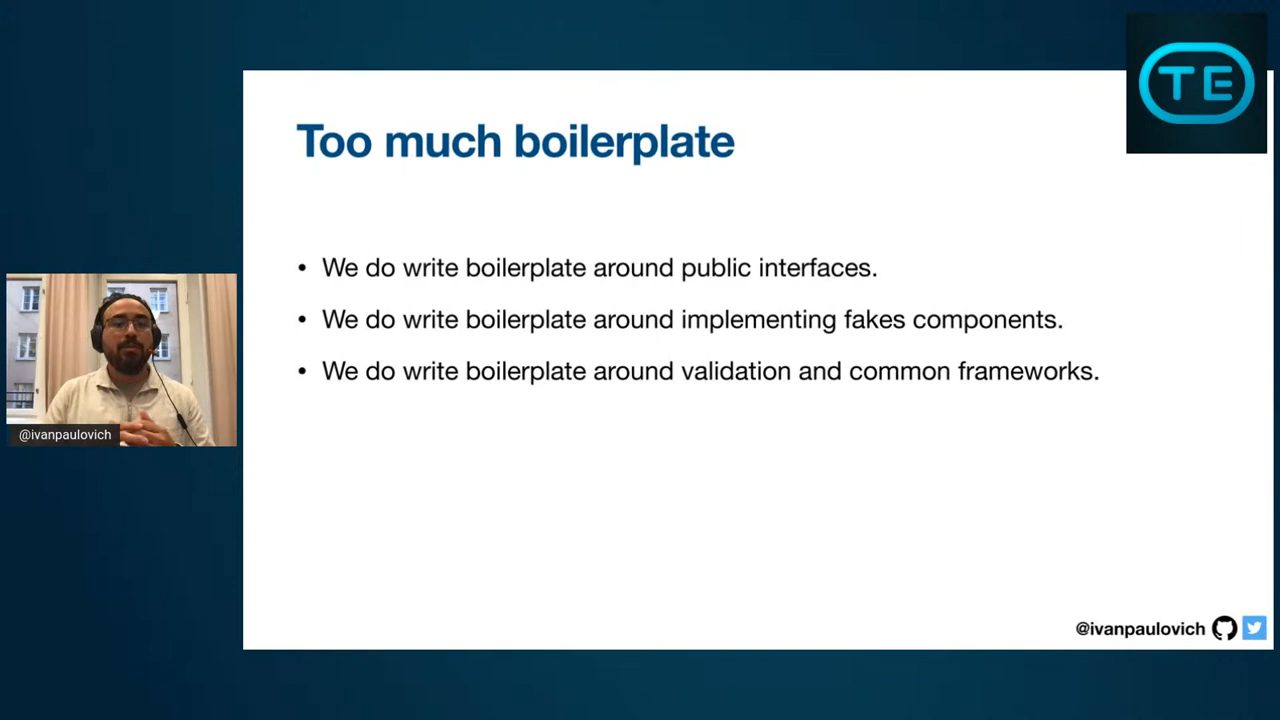 TE
Too much boilerplate
• We do write boilerplate around public interfaces.
• We do write boilerplate around implementing fakes components.
• We do write boilerplate around validation and common frameworks.
@ivanpaulovich
@ivanpaulovich